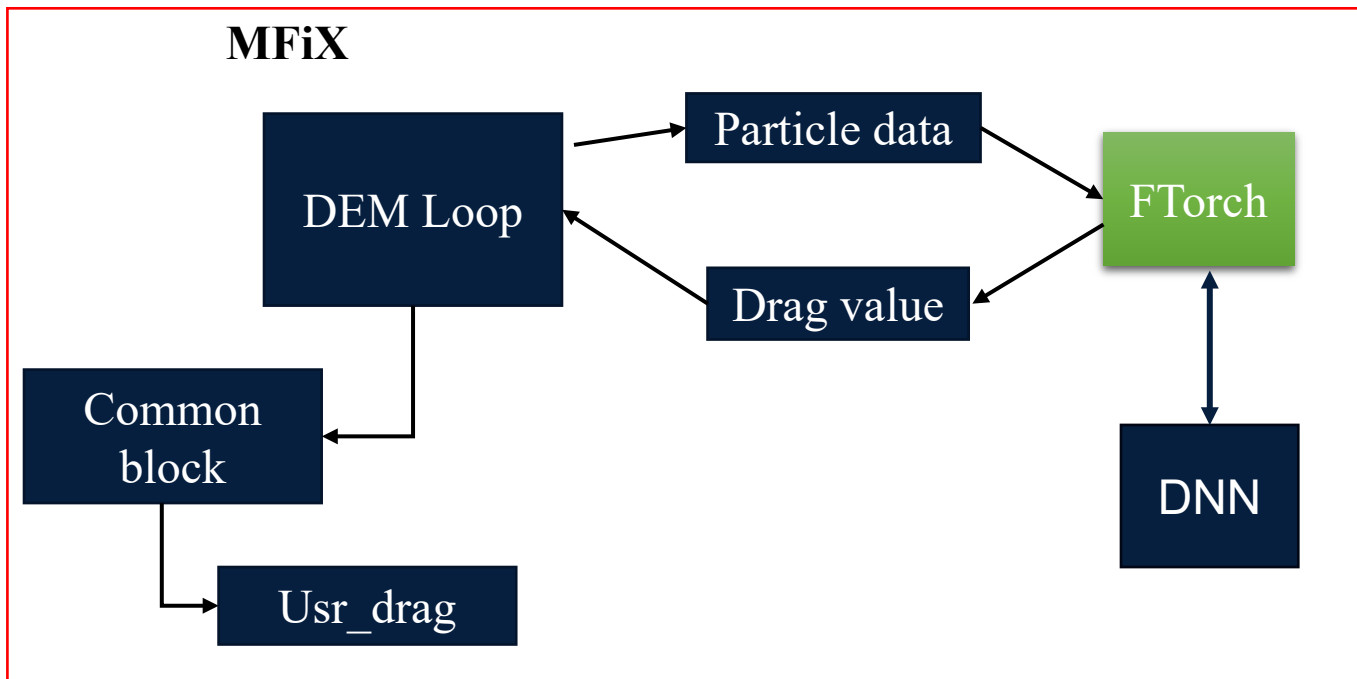 MFiX
Particle data
DEM Loop
FTorch
Drag value
Common
block
DNN
Usr_drag